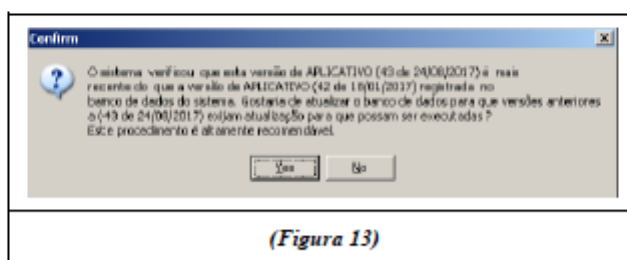 Confirm
O sistema verificou que esta versão de APLICATIVO (43 de 24/08/2017) é mais
recente do que a versão de APLICATIVO (42 de 18/01/2017) registrada no
banco de dados do sistema. Gostaria de atualizar o banco de dados para que versões anteriores
a (43 de 24/08/2017) exijam atualização para que possam ser executadas ?
Este procedimento é altamente recomendável.
Yes No
(Figura 13)